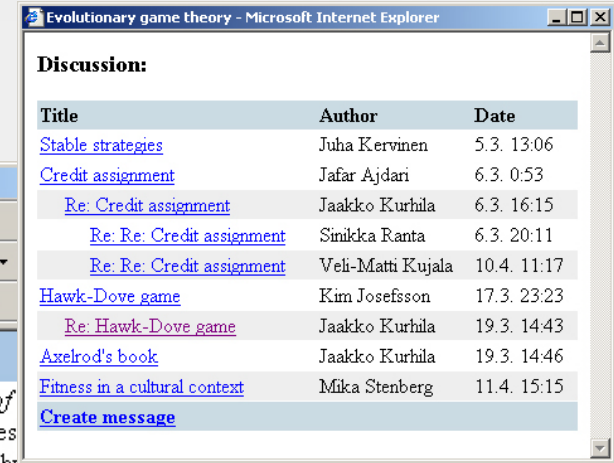 Evolutionary game theory - Microsoft Internet Explorer
Discussion:
Title Author Date
Stable strategies Juha Kervinen 5.3. 13:06
Credit assignment Jafar Ajdari 6.3. 0:53
Re: Credit assignment Jaakko Kurhila 6.3. 16:15
Re: Re: Credit assignment Sinikka Ranta 6.3. 20:11
Re: Re: Credit assignment Veli-Matti Kujala 10.4. 11:17
Hawk-Dove game Kim Josefsson 17.3. 23:23
Re: Hawk-Dove game Jaakko Kurhila 19.3. 14:43
Axelrod's book Jaakko Kurhila 19.3. 14:46
Fitness in a cultural context Mika Stenberg 11.4. 15:15
Create message